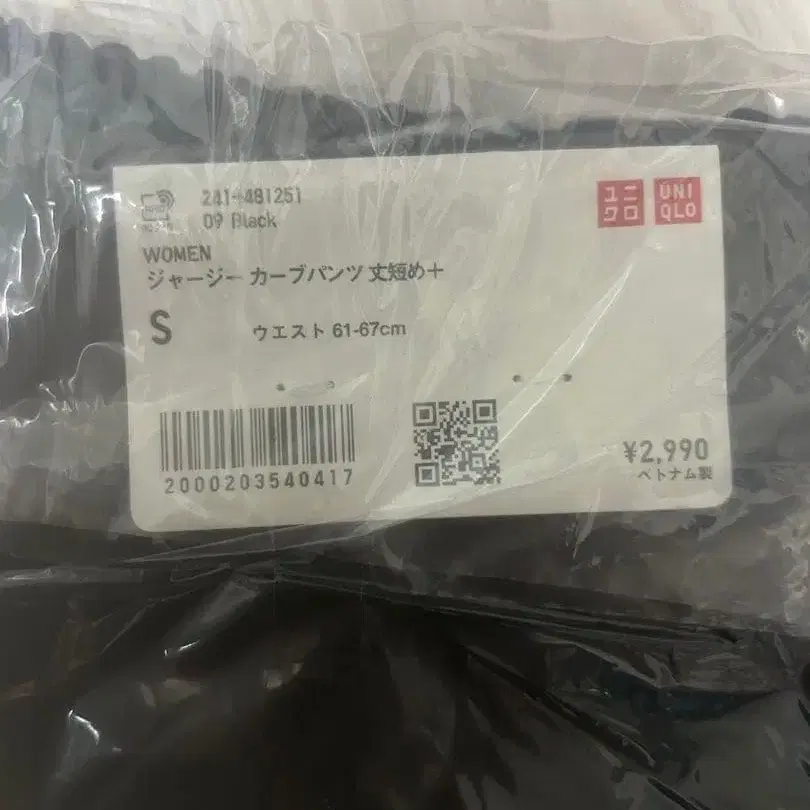 241-481251
09 Black
ユニクロ
UNIQLO
WOMEN
ジャージー カーブパンツ 丈短め+
S
ウエスト 61-67cm
2000203540417
¥2,990
ベトナム製